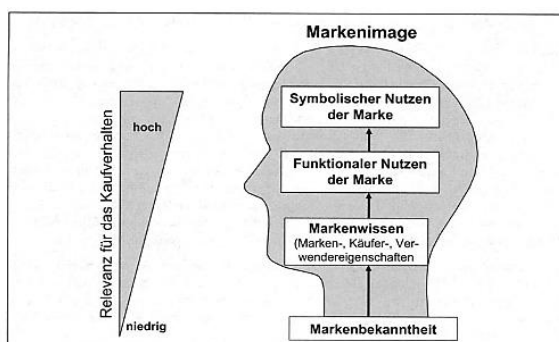 Markenimage
Relevanz für das Kaufverhalten
hoch
niedrig
Symbolischer Nutzen
der Marke
Funktionaler Nutzen
der Marke
Markenwissen
(Marken-, Käufer-, Ver-
wendereigenschaften
Markenbekanntheit